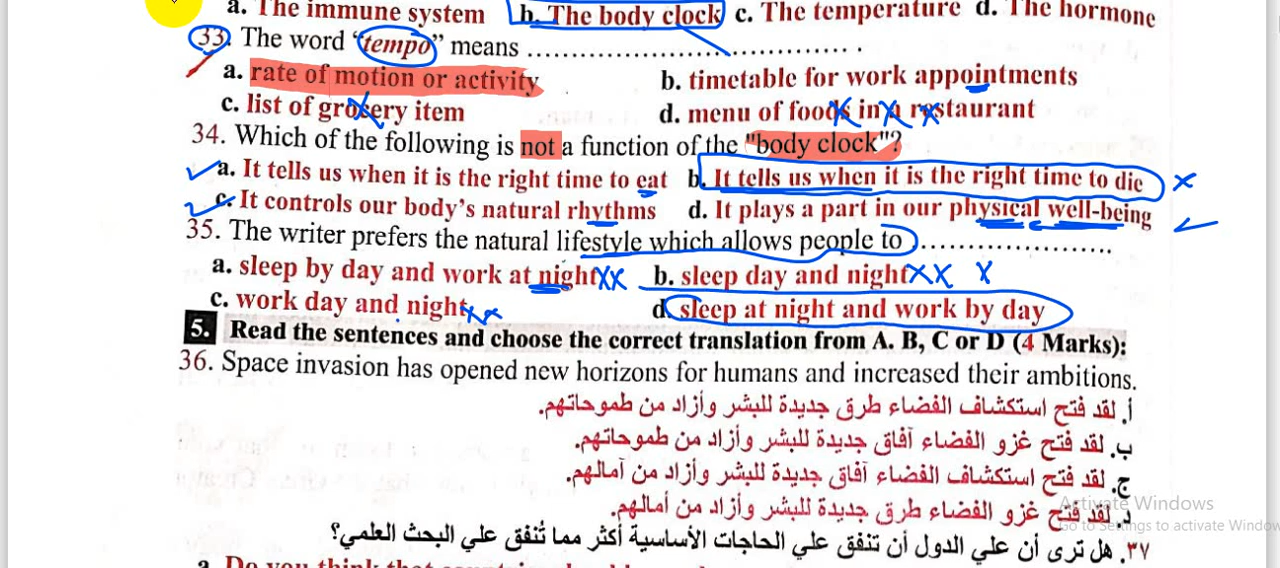 a. The immune system b. The body clock c. The temperature d. The hormone
33. The word "tempo" means ..............................
a. rate of motion or activity b. timetable for work appointments
c. list of grocery item d. menu of foods in a restaurant
34. Which of the following is not a function of the "body clock"?
a. It tells us when it is the right time to eat b. It tells us when it is the right time to die
c. It controls our body's natural rhythms d. It plays a part in our physical well-being
35. The writer prefers the natural lifestyle which allows people to ......................
a. sleep by day and work at night b. sleep day and night
c. work day and night d. sleep at night and work by day
5. Read the sentences and choose the correct translation from A. B, C or D (4 Marks):
36. Space invasion has opened new horizons for humans and increased their ambitions.
أ. لقد فتح استكشاف الفضاء طرق جديدة للبشر وأزاد من طموحاتهم.
ب. لقد فتح غزو الفضاء آفاق جديدة للبشر وأزاد من طموحاتهم.
ج. لقد فتح استكشاف الفضاء آفاق جديدة للبشر وأزاد من آمالهم.
د. لقد فتح غزو الفضاء طرق جديدة للبشر وأزاد من أمالهم.
Activate Windows
Go to Settings to activate Window
٣٧. هل ترى أن علي الدول أن تنفق علي الحاجات الأساسية أكثر مما تُنفق علي البحث العلمي؟
a. Do you think that countries should